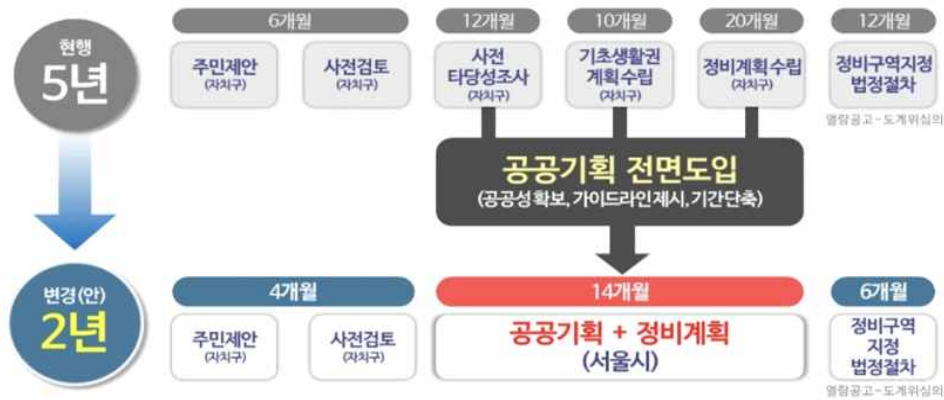 6개월
12개월
10개월
20개월
12개월
현행
5년
주민제안
(자치구)
사전검토
(자치구)
사전
타당성조사
(자치구)
기초생활권
계획수립
(자치구)
정비계획수립
(자치구)
정비구역지정
법정절차
열람공고-도계위심의
공공기획 전면도입
(공공성확보, 가이드라인제시, 기간단축)
변경(안)
2년
4개월
14개월
6개월
주민제안
(자치구)
사전검토
(자치구)
공공기획 + 정비계획
(서울시)
정비구역
지정
법정절차
열람공고-도계위심의